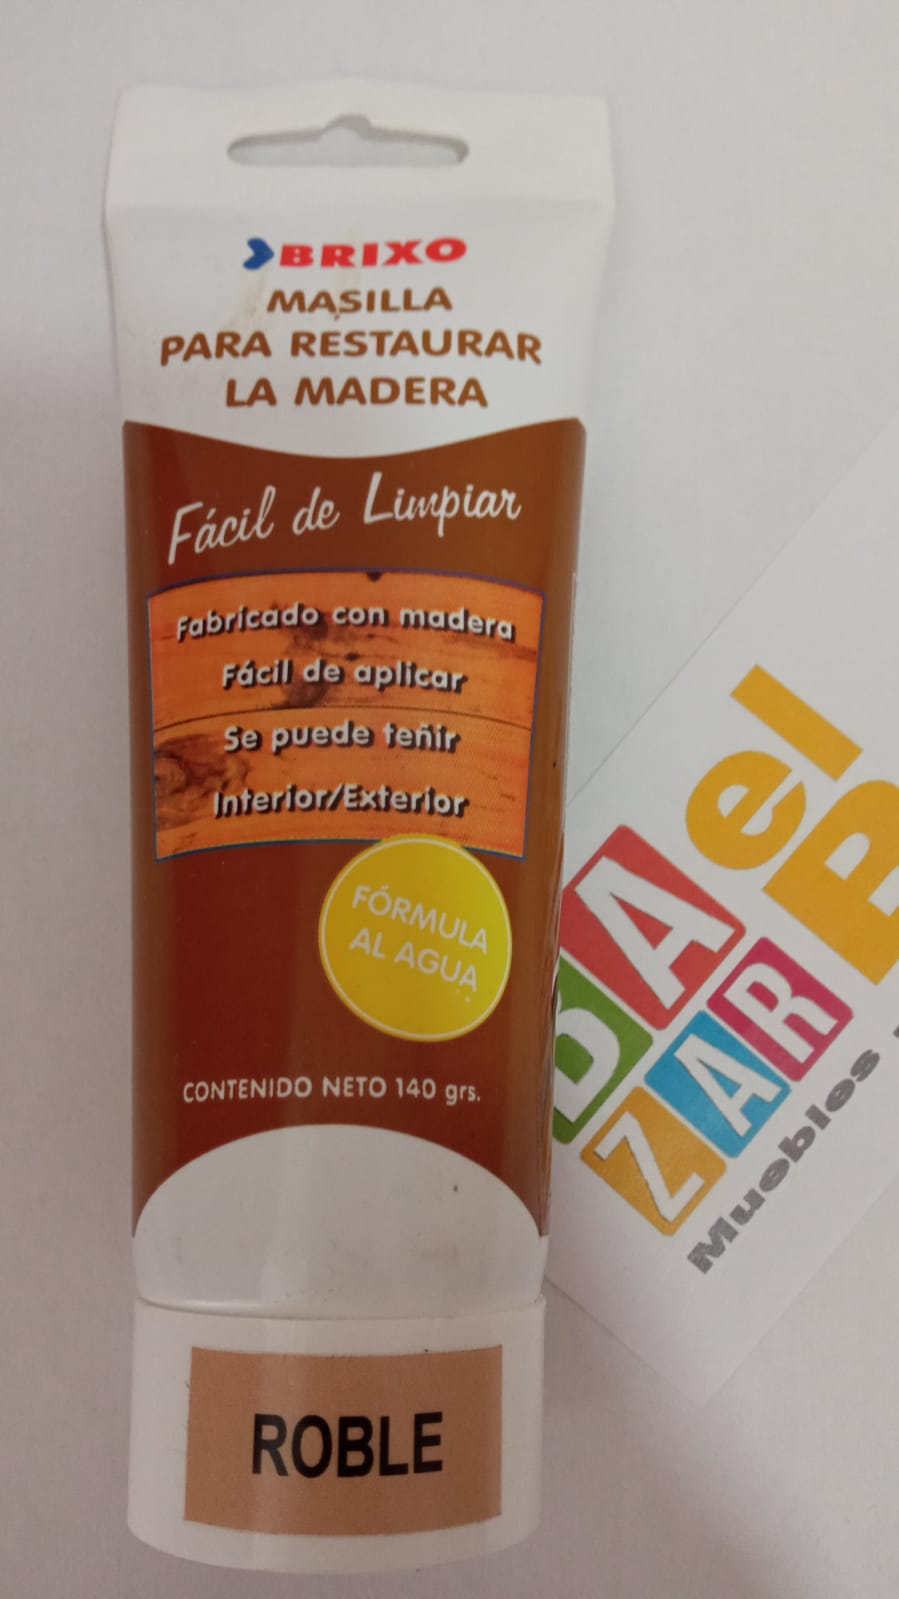 BRIXO
MASILLA
PARA RESTAURAR
LA MADERA
Fácil de Limpiar
Fabricado con madera
Fácil de aplicar
Se puede teñir
Interior/Exterior
FÓRMULA
AL AGUA
CONTENIDO NETO 140 grs.
ROBLE
el
BA
ZAR
B
Muebles